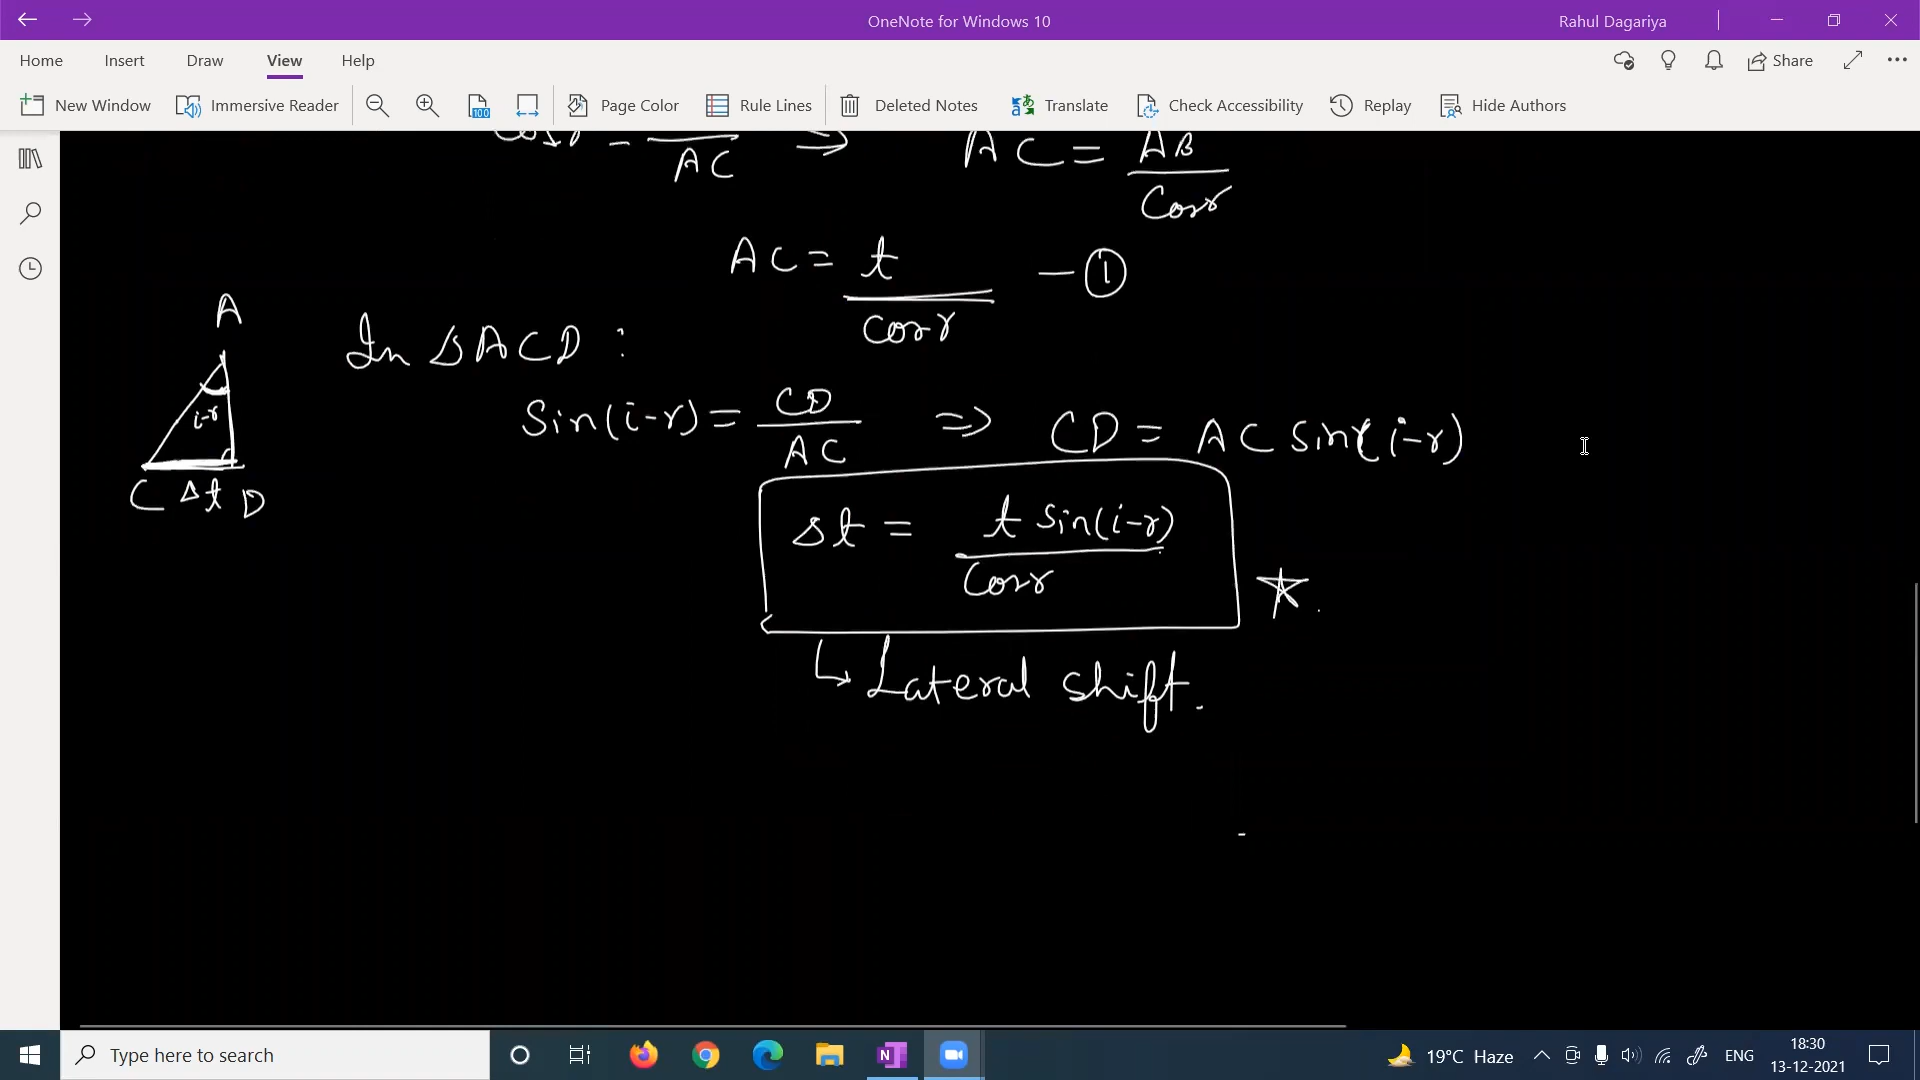 OneNote for Windows 10
Rahul Dagariya
Home Insert Draw View Help
Share
New Window Immersive Reader 100 Page Color Rule Lines Deleted Notes Translate Check Accessibility Replay Hide Authors
Cosr = / AC ⇒ AC = AB / Cosr
AC = t / cosr — ①
A
In ΔACD :
i-r
Sin(i-r) = CD / AC ⇒ CD = AC Sin(i-r)
C Δt D
Δt = t Sin(i-r) / Cosr
↳ Lateral shift.
Type here to search
19°C Haze
ENG
18:30
13-12-2021